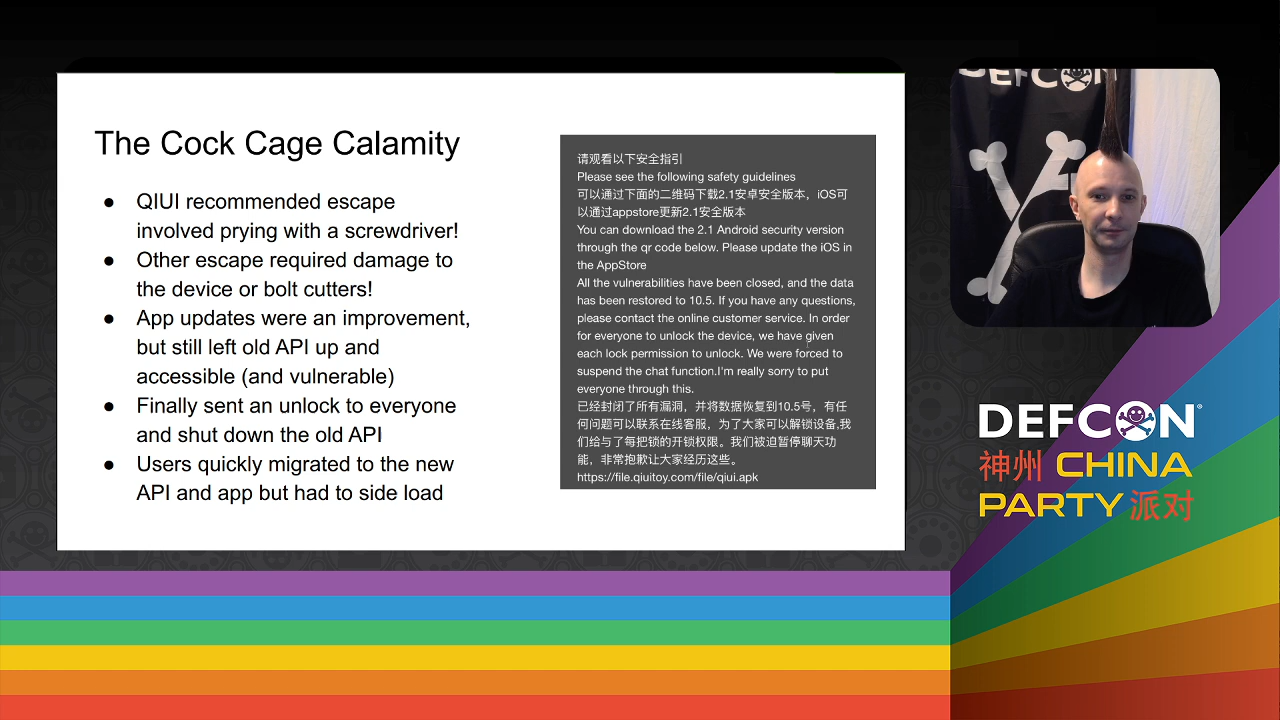 The Cock Cage Calamity
● QIUI recommended escape
involved prying with a screwdriver!
● Other escape required damage to
the device or bolt cutters!
● App updates were an improvement,
but still left old API up and
accessible (and vulnerable)
● Finally sent an unlock to everyone
and shut down the old API
● Users quickly migrated to the new
API and app but had to side load
请观看以下安全指引
Please see the following safety guidelines
可以通过下面的二维码下载2.1安卓安全版本，iOS可
以通过appstore更新2.1安全版本
You can download the 2.1 Android security version
through the qr code below. Please update the iOS in
the AppStore
All the vulnerabilities have been closed, and the data
has been restored to 10.5. If you have any questions,
please contact the online customer service. In order
for everyone to unlock the device, we have given
each lock permission to unlock. We were forced to
suspend the chat function.I'm really sorry to put
everyone through this.
已经封闭了所有漏洞，并将数据恢复到10.5号，有任
何问题可以联系在线客服，为了大家可以解锁设备,我
们给与了每把锁的开锁权限。我们被迫暂停聊天功
能，非常抱歉让大家经历这些。
https://file.qiuitoy.com/file/qiui.apk
DEFCON
DEFCON®
神州 CHINA
PARTY 派对